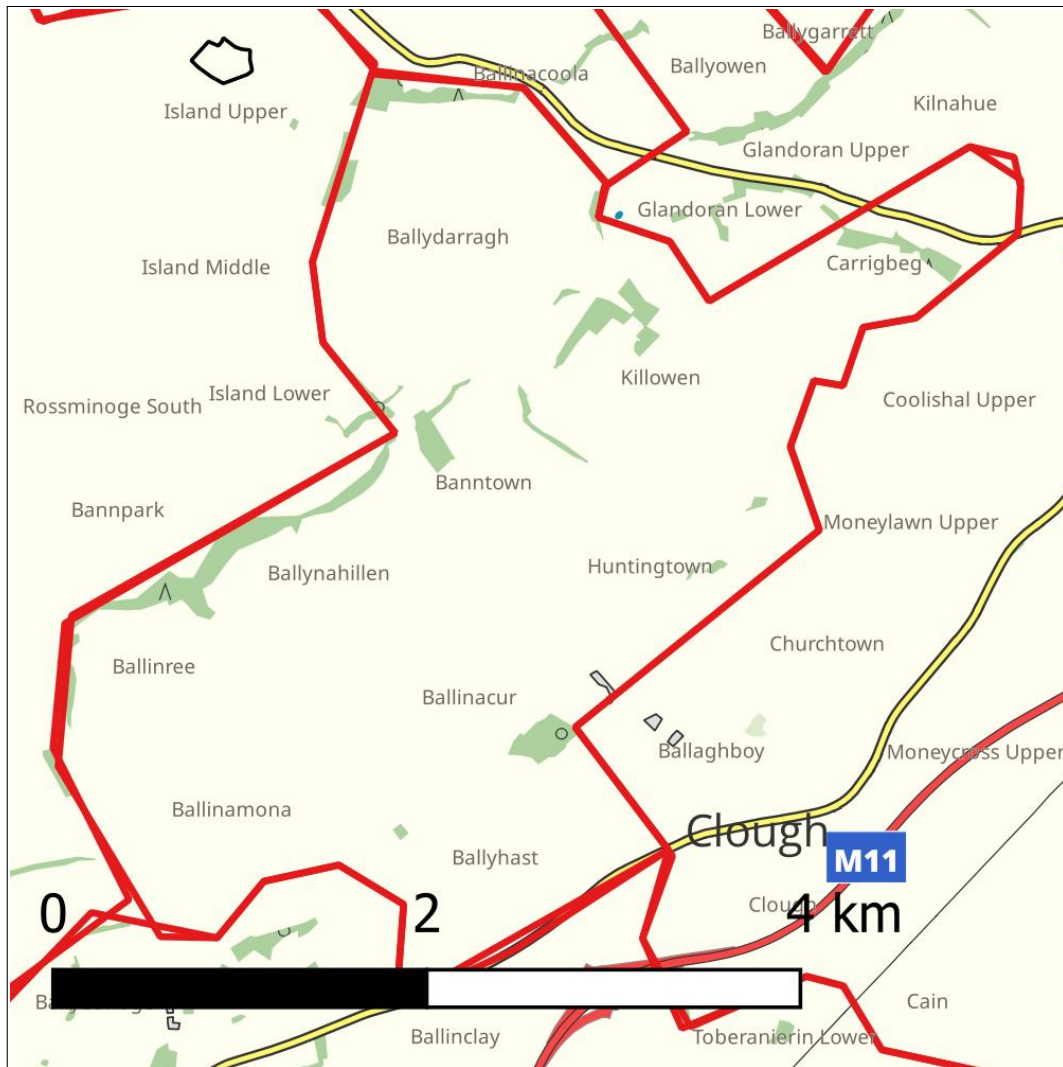 Ballygarrett
Ballyowen
Ballinacoola
Island Upper
Kilnahue
Glandoran Upper
Glandoran Lower
Ballydarragh
Island Middle
Carrigbeg
Killowen
Island Lower
Rossminoge South
Coolishal Upper
Banntown
Bannpark
Moneylawn Upper
Huntingtown
Ballynahillen
Churchtown
Ballinree
Ballinacur
Ballaghboy
Moneycross Upper
Ballinamona
Clough
Ballyhast
M11
Clough
0 2 4 km
Cain
Ballinclay
Toberanierin Lower